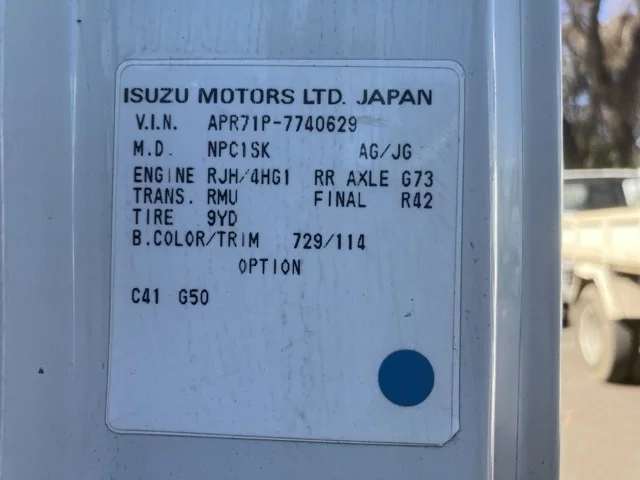 ISUZU MOTORS LTD. JAPAN
V.I.N. APR71P-7740629
M.D. NPC1SK AG/JG
ENGINE RJH/4HG1 RR AXLE G73
TRANS. RMU FINAL R42
TIRE 9YD
B.COLOR/TRIM 729/114
OPTION
C41 G50